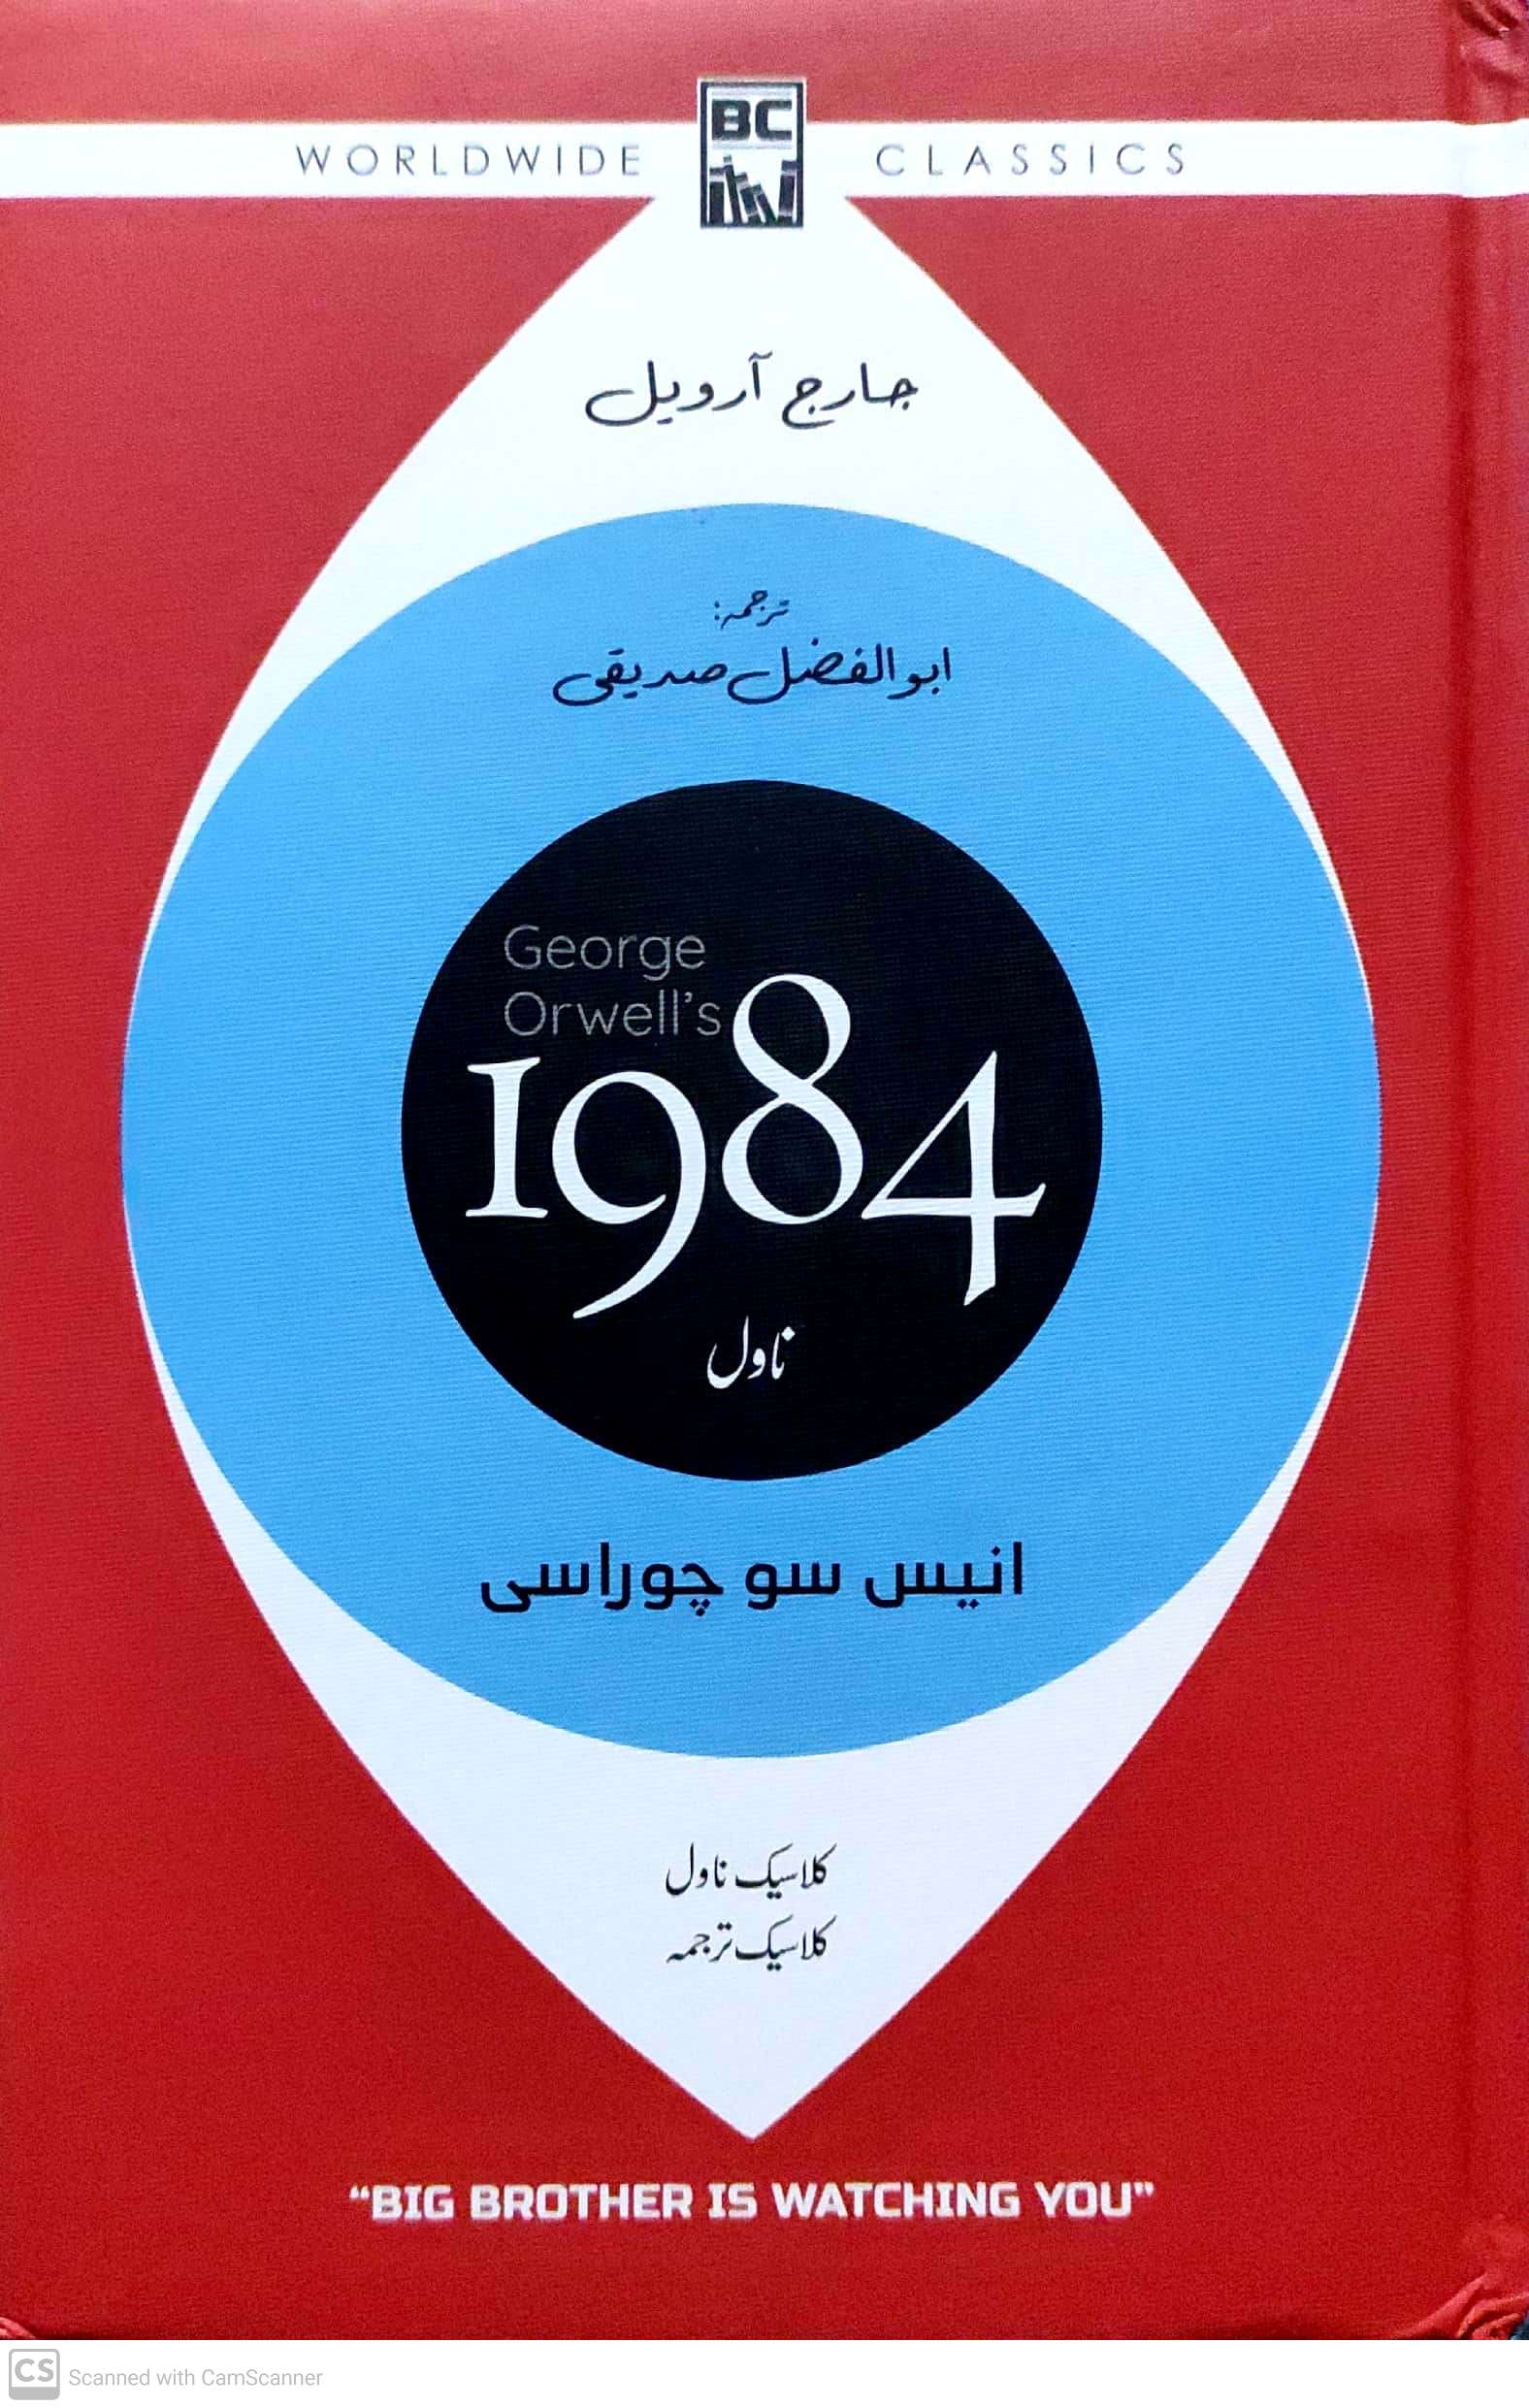 BC
WORLDWIDE CLASSICS
جارج آرویل
ترجمہ:
ابوالفضل صدیقی
George
Orwell's
1984
ناول
انیس سو چوراسی
کلاسیک ناول
کلاسیک ترجمہ
“BIG BROTHER IS WATCHING YOU”
CS Scanned with CamScanner